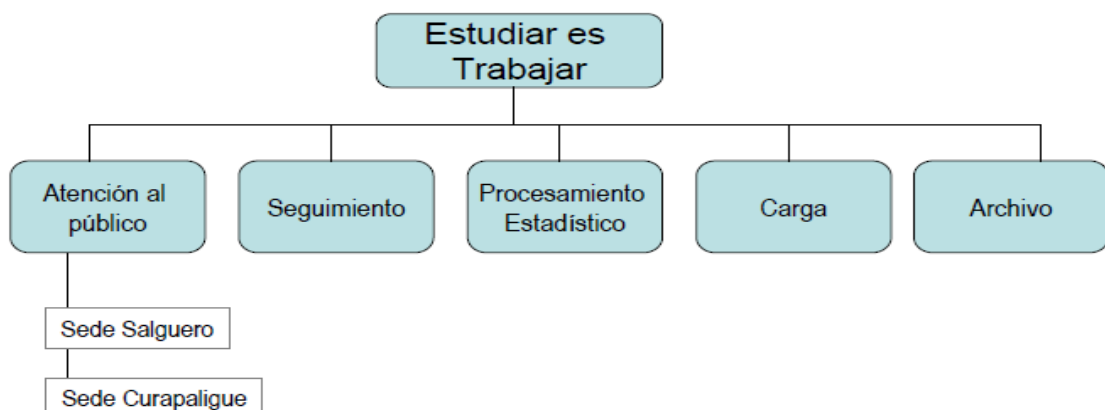 Estudiar es
Trabajar
Atención al
público
Seguimiento
Procesamiento
Estadístico
Carga
Archivo
Sede Salguero
Sede Curapaligue